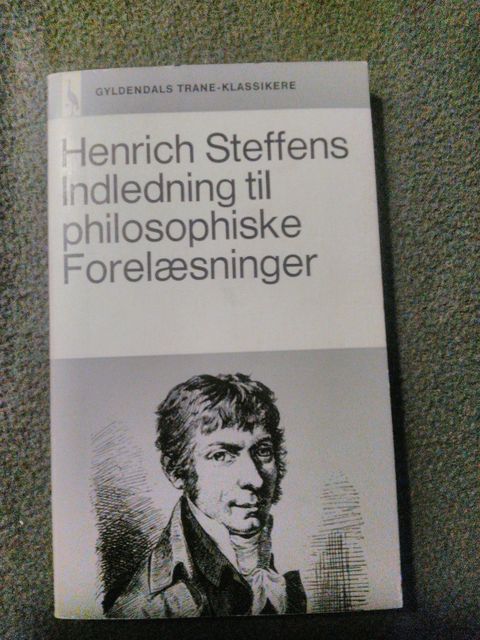 GYLDENDALS TRANE-KLASSIKERE
Henrich Steffens
Indledning til
philosophiske
Forelæsninger